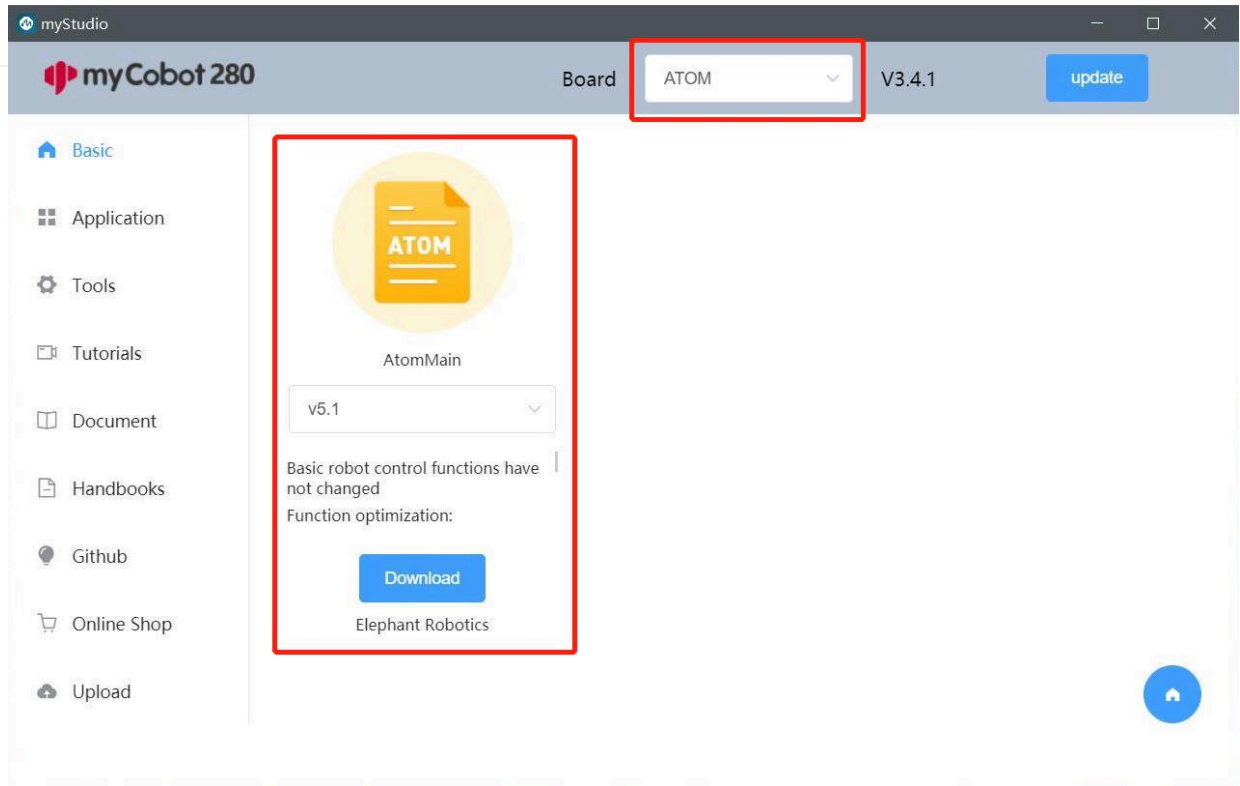 myStudio
myCobot 280
Board
ATOM
V3.4.1
update
Basic
Application
Tools
Tutorials
Document
Handbooks
Github
Online Shop
Upload
ATOM
AtomMain
v5.1
Basic robot control functions have
not changed
Function optimization:
Download
Elephant Robotics